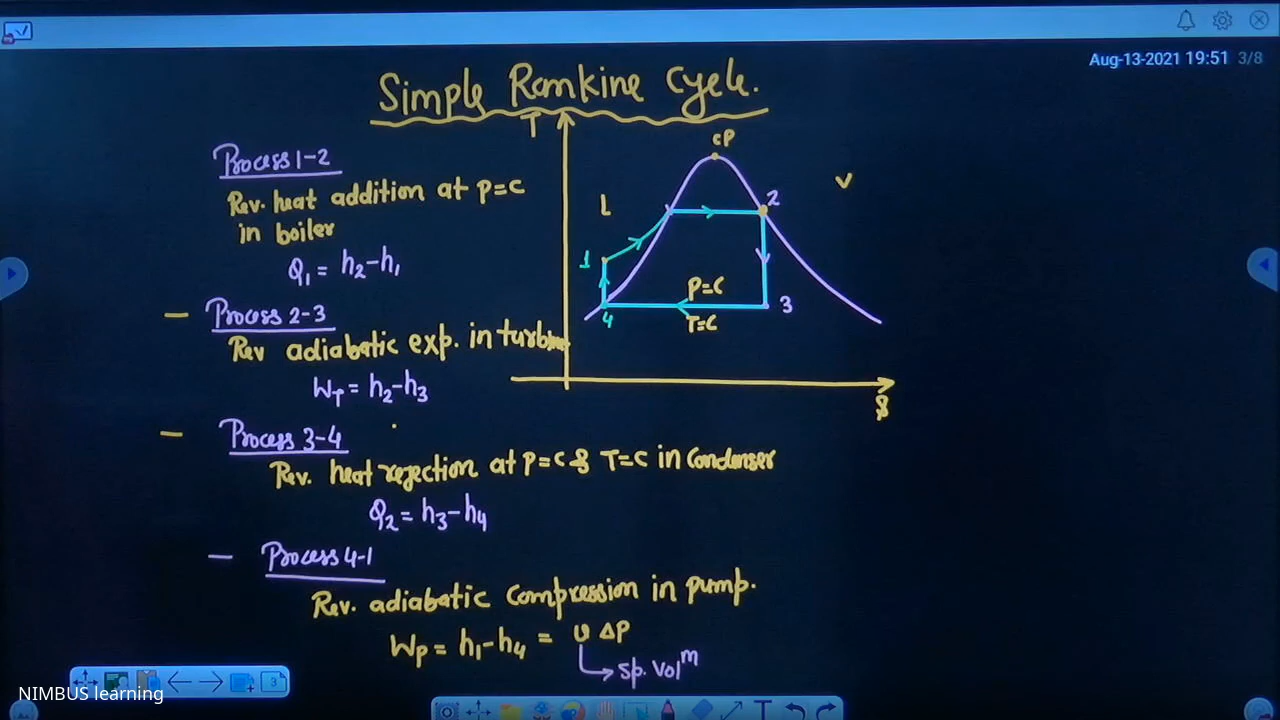 Aug-13-2021 19:51 3/8
Simple Rankine Cycle.
T
CP
Process 1-2
Rev. heat addition at P=C
in boiler
Q1 = h2-h1
L
V
1
2
P=C
T=C
3
4
S
- Process 2-3
Rev adiabatic exp. in turbine
WT = h2-h3
- Process 3-4
Rev. heat rejection at P=C & T=C in Condenser
Q2 = h3-h4
- Process 4-1
Rev. adiabatic compression in pump.
WP = h1-h4 = υ ΔP
→ sp. volᵐ
3
NIMBUS learning
T